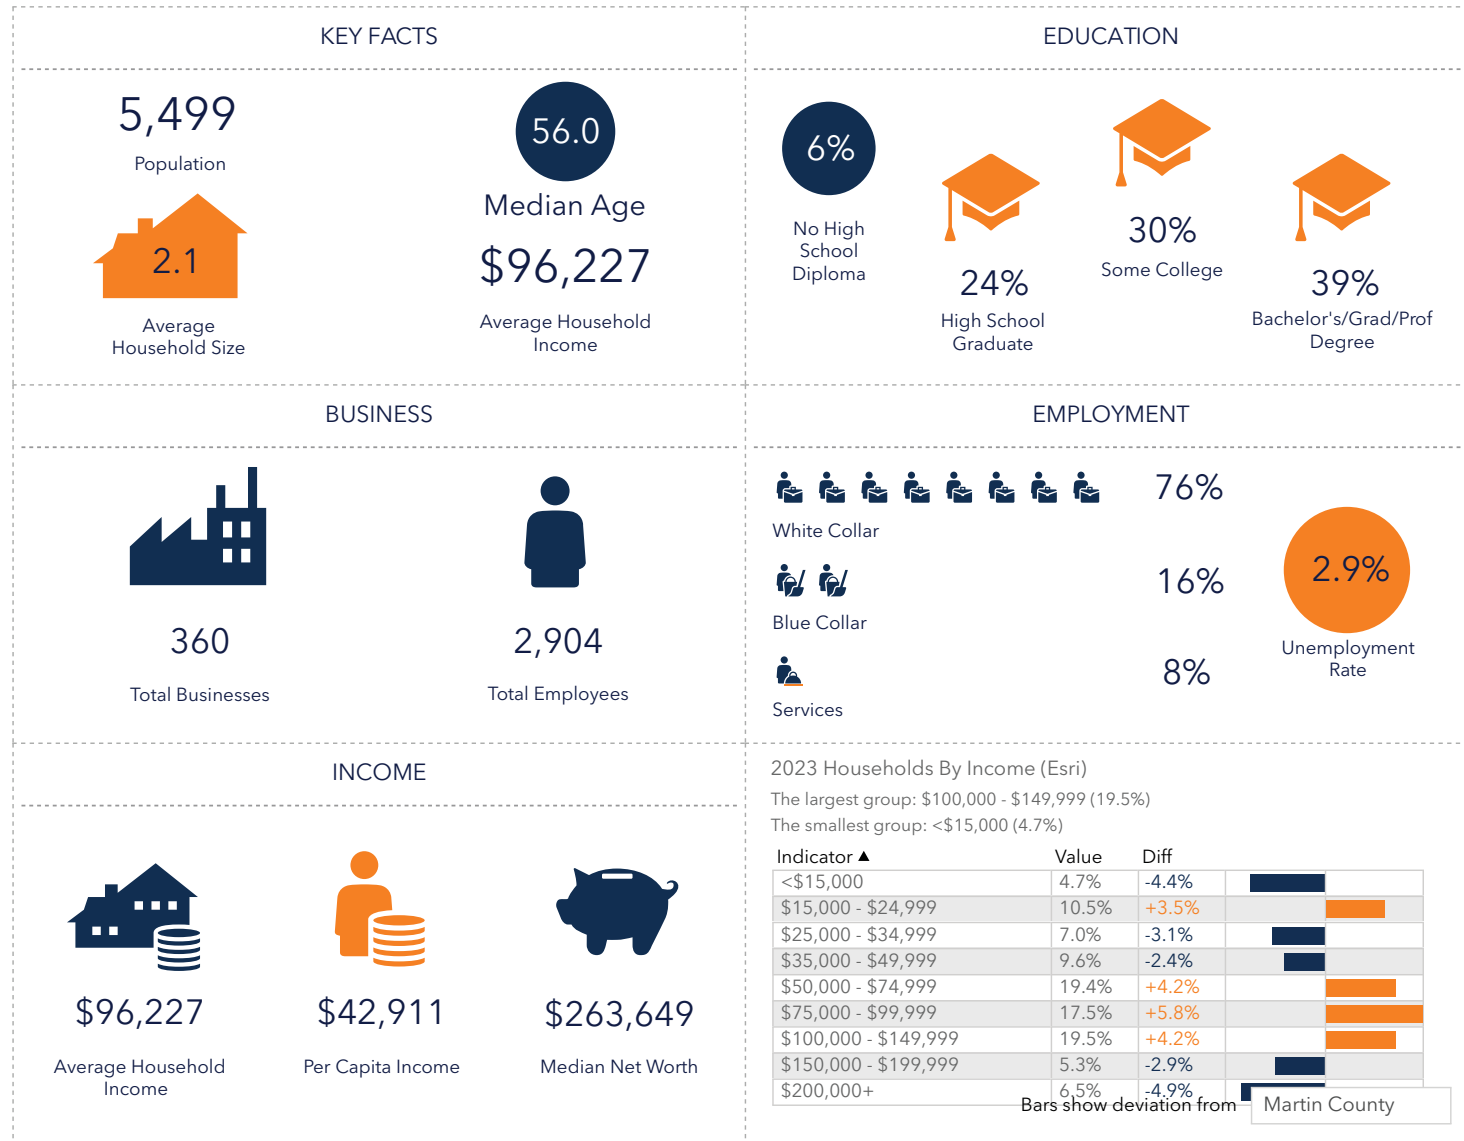 KEY FACTS
5,499
Population
56.0
Median Age
2.1
Average
Household Size
$96,227
Average Household
Income
EDUCATION
6%
No High
School
Diploma
24%
High School
Graduate
30%
Some College
39%
Bachelor's/Grad/Prof
Degree
BUSINESS
360
Total Businesses
2,904
Total Employees
EMPLOYMENT
76%
White Collar
16%
Blue Collar
8%
Services
2.9%
Unemployment
Rate
INCOME
$96,227
Average Household
Income
$42,911
Per Capita Income
$263,649
Median Net Worth
2023 Households By Income (Esri)
The largest group: $100,000 - $149,999 (19.5%)
The smallest group: <$15,000 (4.7%)
Indicator ▲ Value Diff
<$15,000 4.7% -4.4%
$15,000 - $24,999 10.5% +3.5%
$25,000 - $34,999 7.0% -3.1%
$35,000 - $49,999 9.6% -2.4%
$50,000 - $74,999 19.4% +4.2%
$75,000 - $99,999 17.5% +5.8%
$100,000 - $149,999 19.5% +4.2%
$150,000 - $199,999 5.3% -2.9%
$200,000+ 6.5% -4.9%
Bars show deviation from Martin County